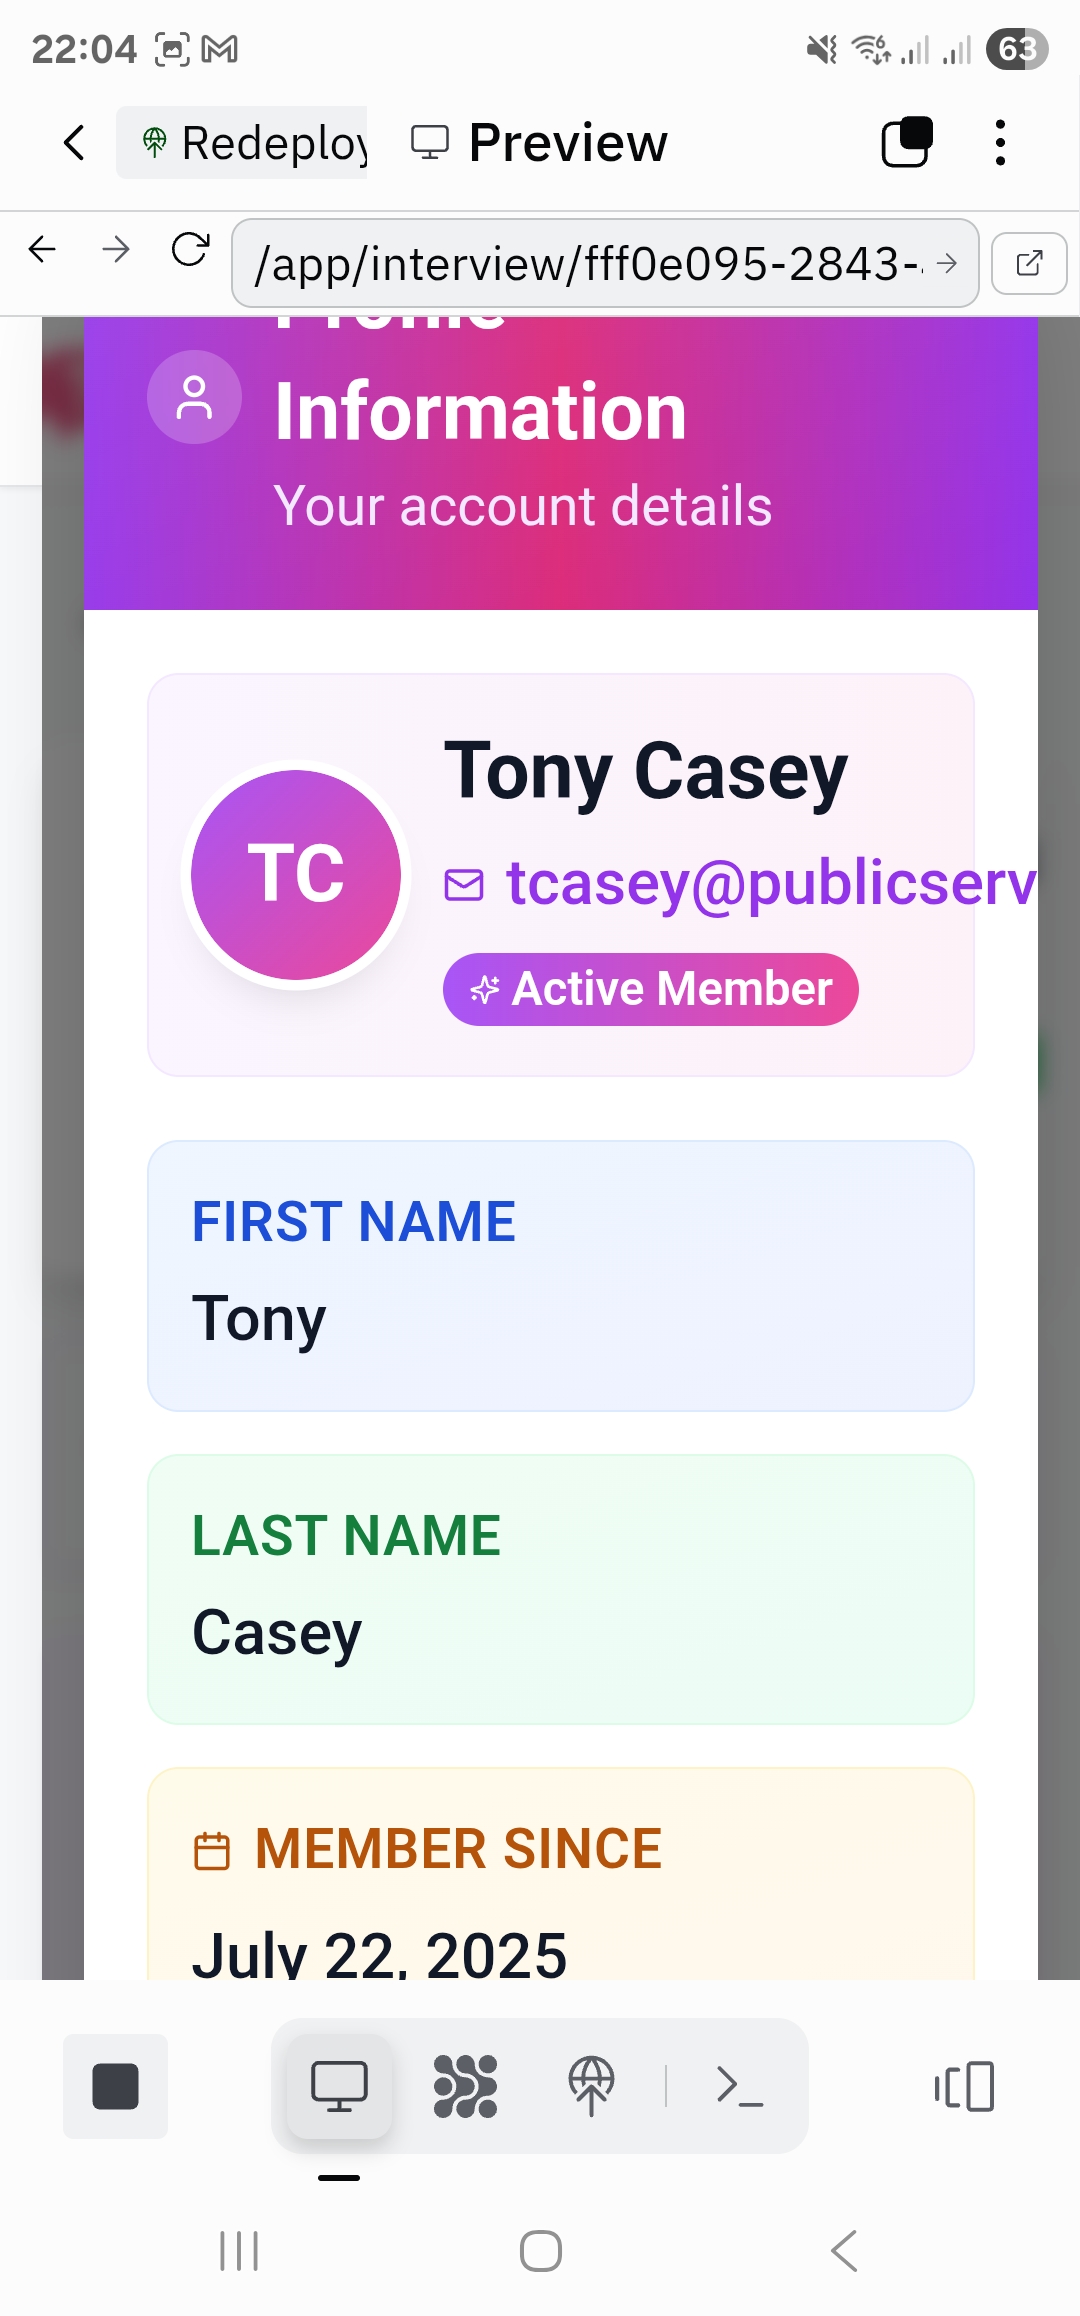 22:04
63
Redeploy
Preview
/app/interview/fff0e095-2843-
Profile
Information
Your account details
TC
Tony Casey
tcasey@publicserv
Active Member
FIRST NAME
Tony
LAST NAME
Casey
MEMBER SINCE
July 22, 2025